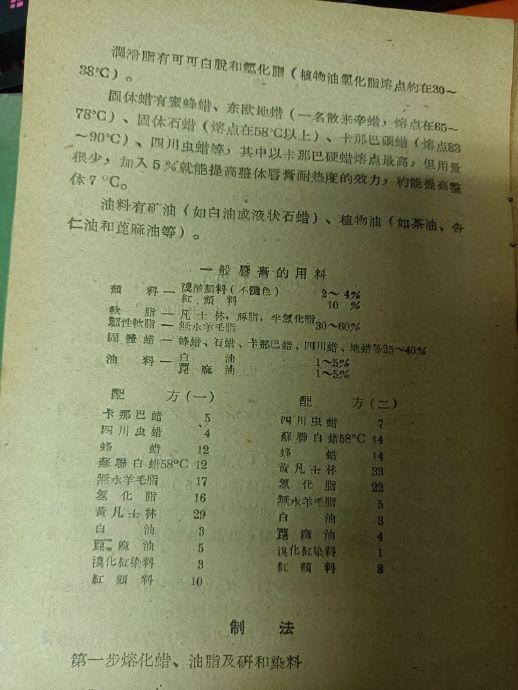 潤滑脂有可可白脫和氫化脂（植物油氫化脂熔点約在30～
38℃）。
固体蜡有蜜蜂蜡、东欧地蜡（一名散来辛蜡，熔点在65～
78℃）、固体石蜡（熔点在58℃以上）、卡那巴硬蜡（熔点83
～90℃）、四川虫蜡等，其中以卡那巴硬蜡熔点最高，但用量
很少，加入5％就能提高整体唇膏耐热度的效力，約能提高整
体7℃。
油料有矿油（如白油或液状石蜡）、植物油（如茶油、杏
仁油和蓖麻油等）。
一般唇膏的用料
顏料—溴酸顏料（不褪色） 2～4％
紅顏料 10％
軟脂—凡士林，豚脂，半氫化脂
韌性軟脂—無水羊毛脂 30～60％
固體蜡—蜂蜡、石蜡、卡那巴蜡、四川蜡、地蜡等25～40％
油料—白油 1～5％
蓖麻油 1～5％
配方（一）
卡那巴蜡 5
四川虫蜡 4
蜂蜡 12
蘇聯白蜡58℃ 12
無水羊毛脂 17
氫化脂 16
黄凡士林 29
白油 3
蓖麻油 5
溴化紅染料 3
紅顏料 10
配方（二）
四川虫蜡 7
蘇聯白蜡58℃ 14
蜂蜡 14
黄凡士林 33
氫化脂 22
無水羊毛脂 5
白油 3
蓖麻油 4
溴化紅染料 1
紅顏料 8
制法
第一步熔化蜡、油脂及研和染料